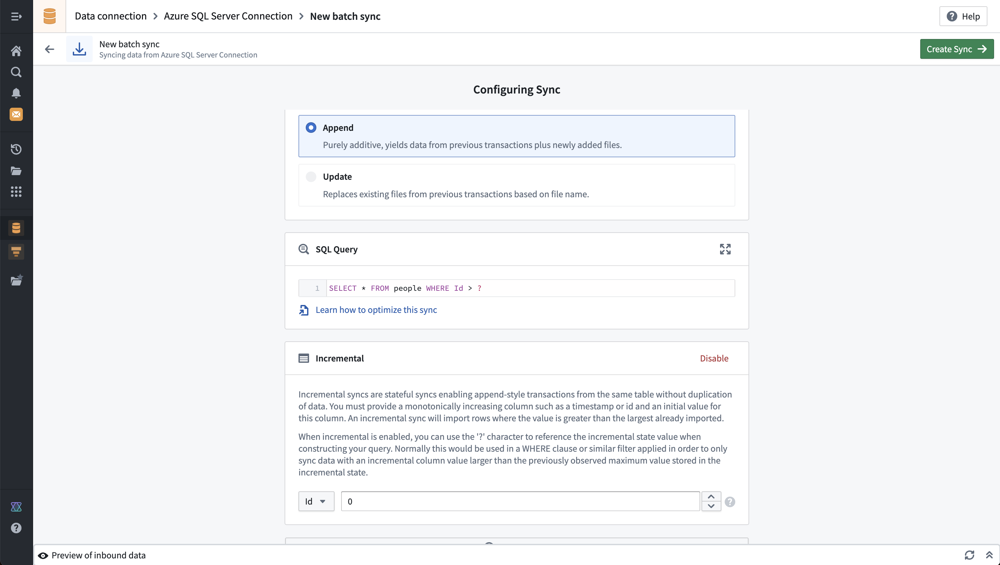 Data connection > Azure SQL Server Connection > New batch sync
? Help
New batch sync
Syncing data from Azure SQL Server Connection
Create Sync
Configuring Sync
Append
Purely additive, yields data from previous transactions plus newly added files.
Update
Replaces existing files from previous transactions based on file name.
SQL Query
1 SELECT * FROM people WHERE Id > ?
Learn how to optimize this sync
Incremental
Disable
Incremental syncs are stateful syncs enabling append-style transactions from the same table without duplication
of data. You must provide a monotonically increasing column such as a timestamp or id and an initial value for
this column. An incremental sync will import rows where the value is greater than the largest already imported.
When incremental is enabled, you can use the '?' character to reference the incremental state value when
constructing your query. Normally this would be used in a WHERE clause or similar filter applied in order to only
sync data with an incremental column value larger than the previously observed maximum value stored in the
incremental state.
Id
0
?
?
Preview of inbound data